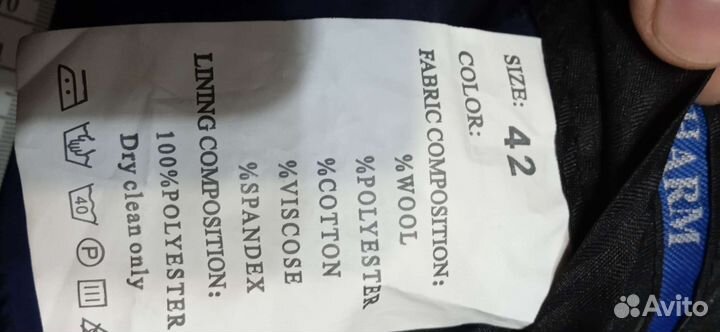 SIZE: 42
COLOR:
FABRIC COMPOSITION:
%WOOL
%POLYESTER
%COTTON
%VISCOSE
%SPANDEX
LINING COMPOSITION:
100%POLYESTER
Dry clean only
40
P
HARM
Avito